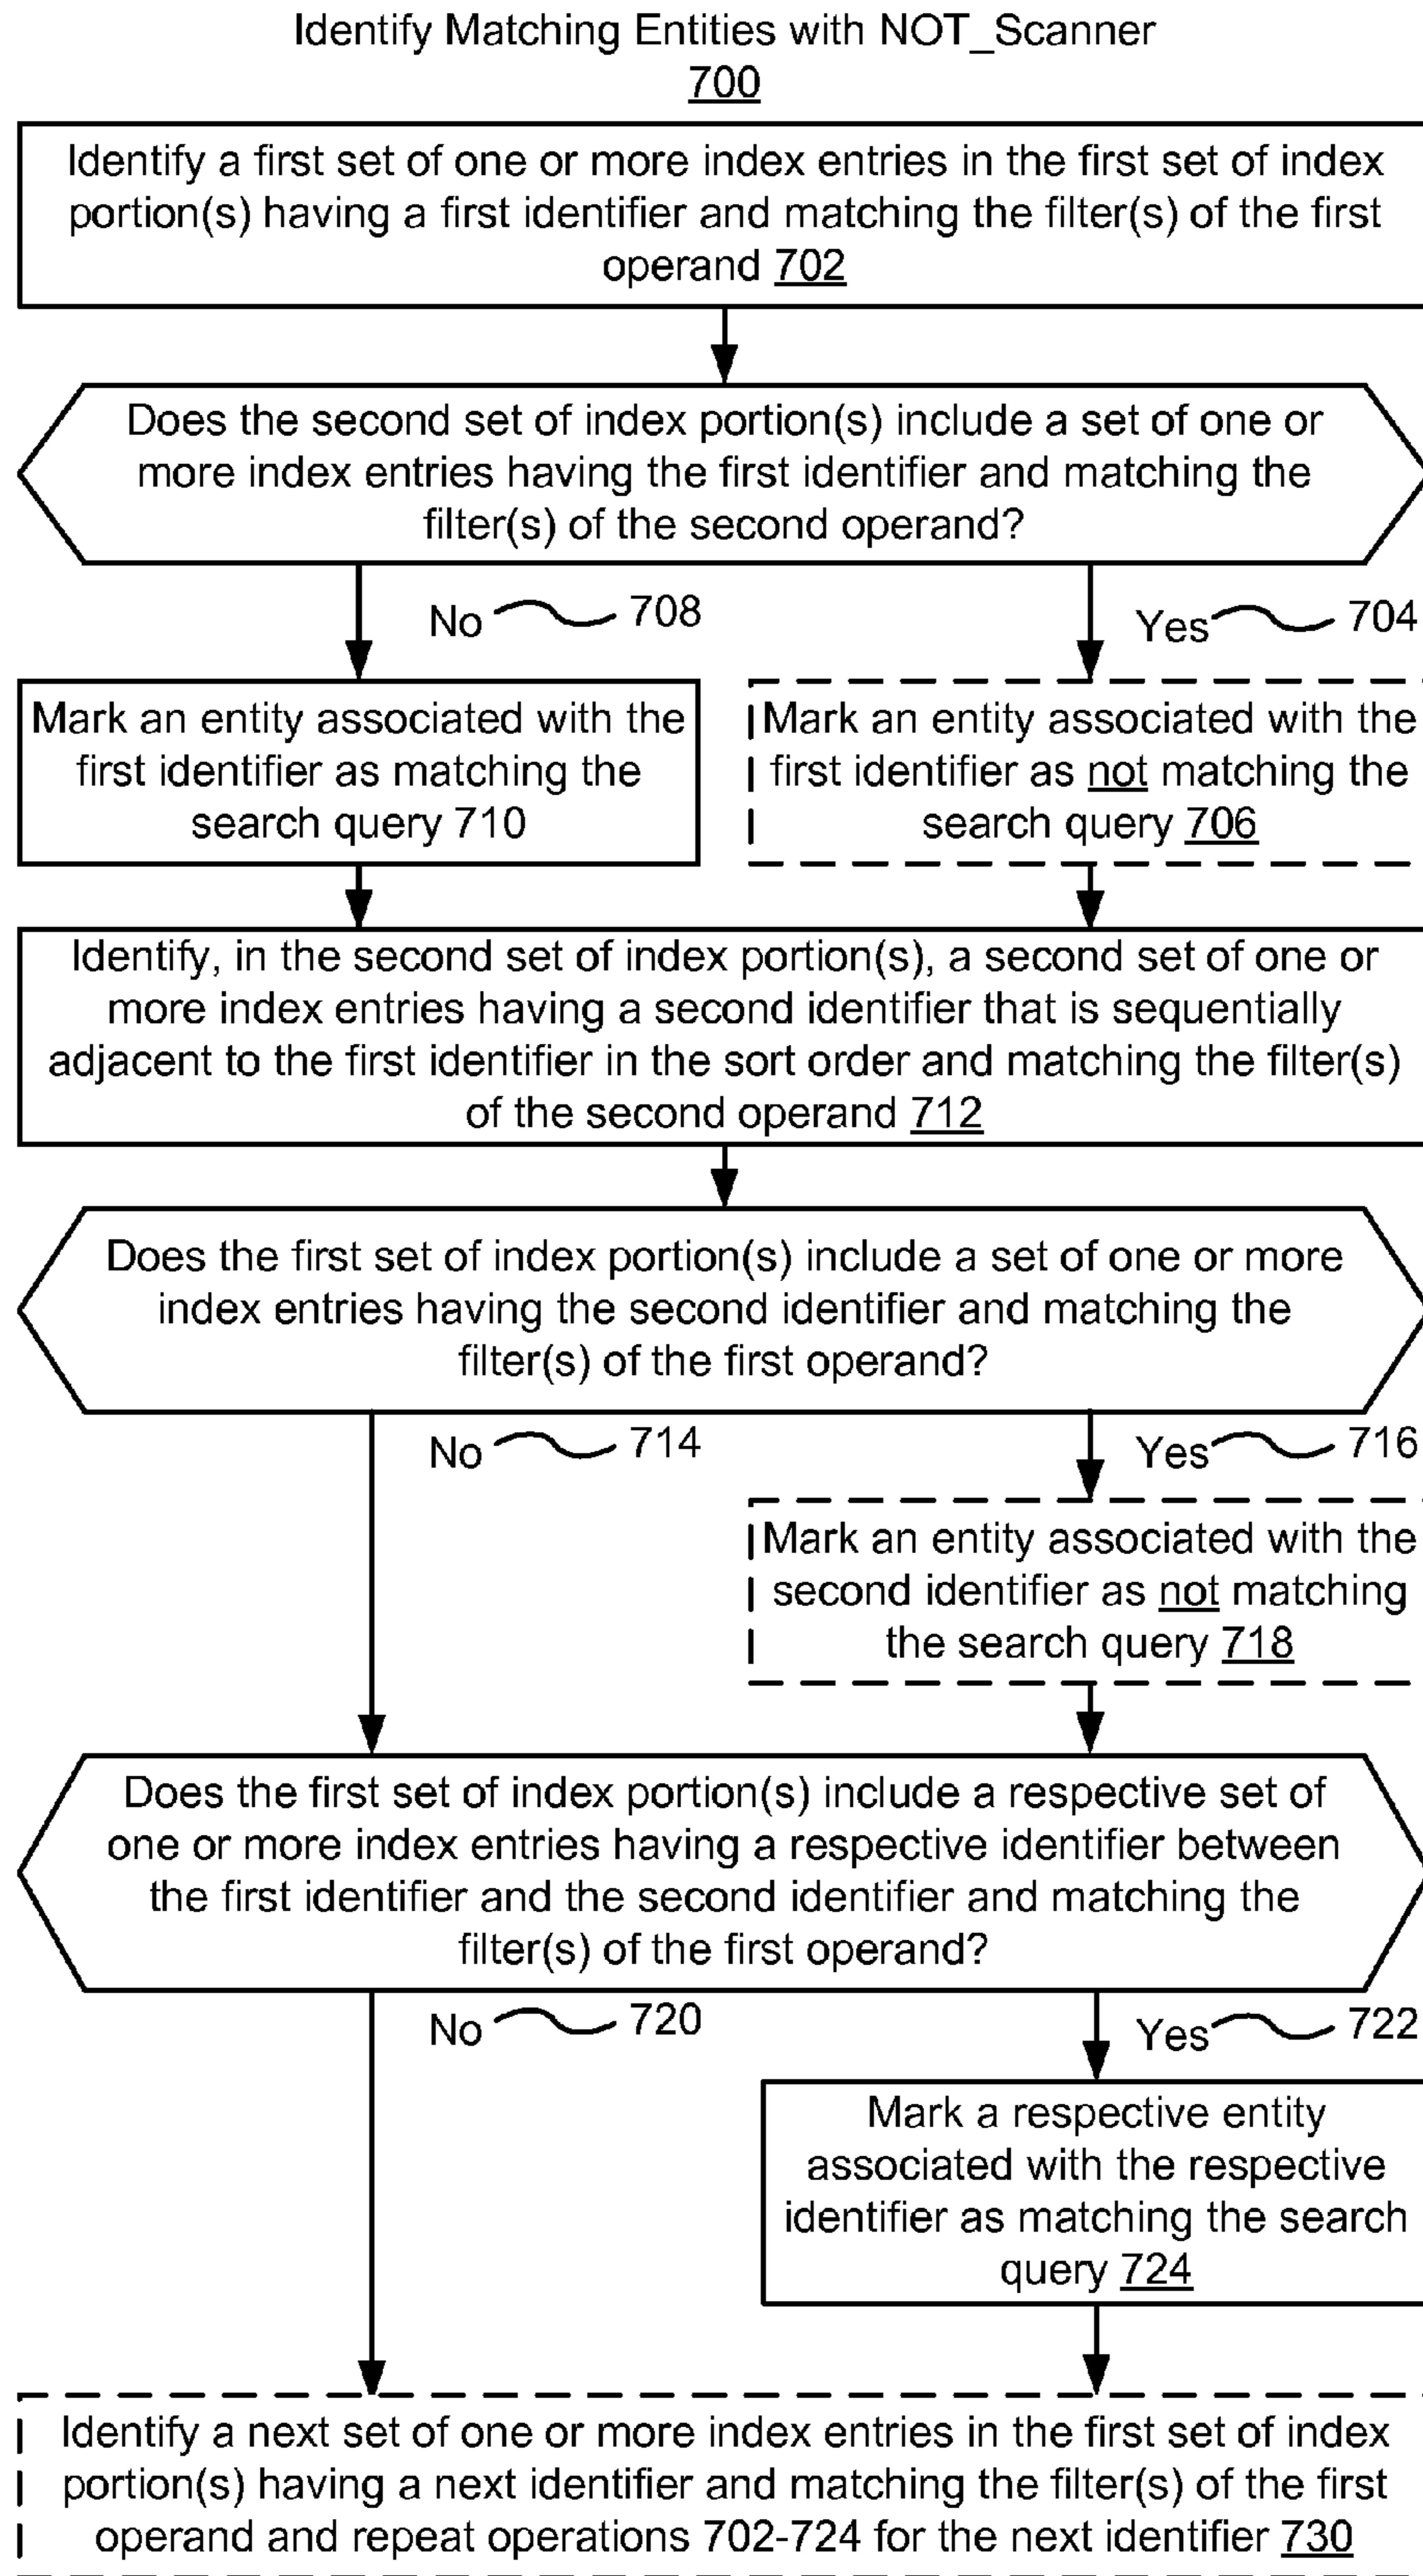 Identify Matching Entities with NOT_Scanner
700
Identify a first set of one or more index entries in the first set of index
portion(s) having a first identifier and matching the filter(s) of the first
operand 702
Does the second set of index portion(s) include a set of one or
more index entries having the first identifier and matching the
filter(s) of the second operand?
No 708
Yes 704
Mark an entity associated with the
first identifier as matching the
search query 710
Mark an entity associated with the
first identifier as not matching the
search query 706
Identify, in the second set of index portion(s), a second set of one or
more index entries having a second identifier that is sequentially
adjacent to the first identifier in the sort order and matching the filter(s)
of the second operand 712
Does the first set of index portion(s) include a set of one or more
index entries having the second identifier and matching the
filter(s) of the first operand?
No 714
Yes 716
Mark an entity associated with the
second identifier as not matching
the search query 718
Does the first set of index portion(s) include a respective set of
one or more index entries having a respective identifier between
the first identifier and the second identifier and matching the
filter(s) of the first operand?
No 720
Yes 722
Mark a respective entity
associated with the respective
identifier as matching the search
query 724
Identify a next set of one or more index entries in the first set of index
portion(s) having a next identifier and matching the filter(s) of the first
operand and repeat operations 702-724 for the next identifier 730